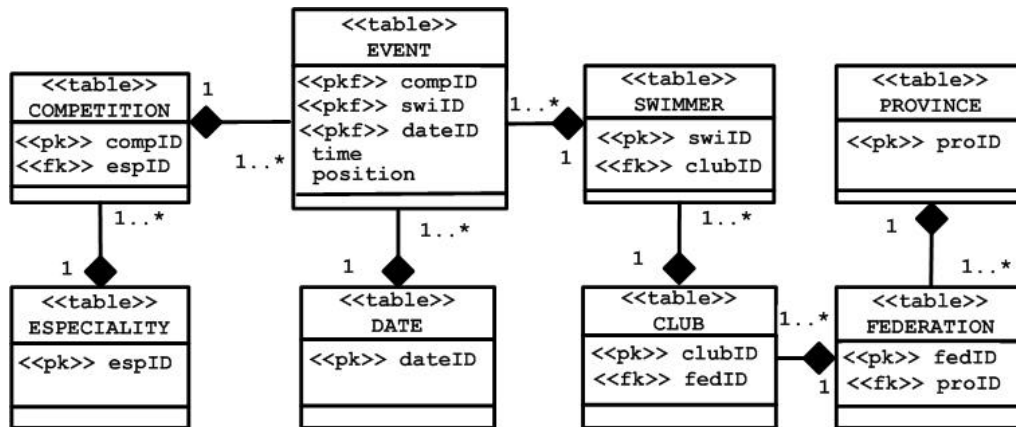 <<table>>
COMPETITION
<<pk>> compID
<<fk>> espID
1
1..*
<<table>>
EVENT
<<pkf>> compID
<<pkf>> swiID
<<pkf>> dateID
time
position
1..*
1
<<table>>
SWIMMER
<<pk>> swiID
<<fk>> clubID
<<table>>
PROVINCE
<<pk>> proID
1..*
1
1..*
1
1..*
1
1
1..*
<<table>>
ESPECIALITY
<<pk>> espID
<<table>>
DATE
<<pk>> dateID
<<table>>
CLUB
<<pk>> clubID
<<fk>> fedID
1..*
1
<<table>>
FEDERATION
<<pk>> fedID
<<fk>> proID